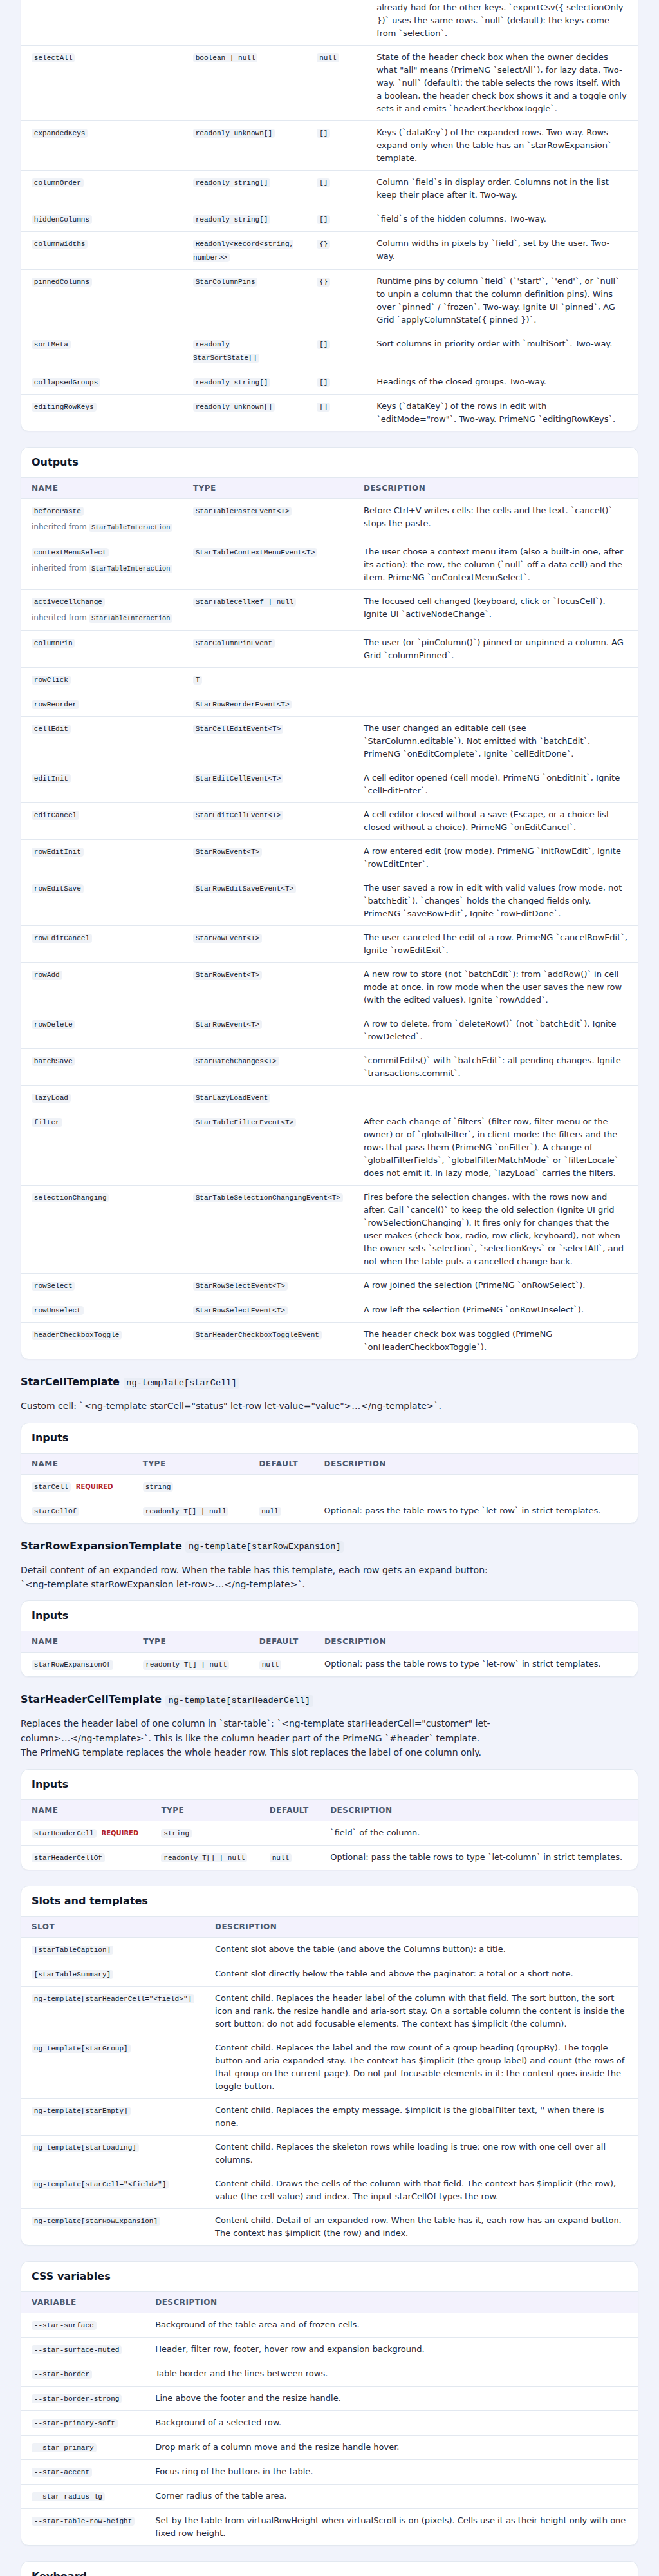 already had for the other keys. `exportCsv({ selectionOnly
})` uses the same rows. `null` (default): the keys come
from `selection`.
selectAll boolean | null null State of the header check box when the owner decides
what "all" means (PrimeNG `selectAll`), for lazy data. Two-
way. `null` (default): the table selects the rows itself. With
a boolean, the header check box shows it and a toggle only
sets it and emits `headerCheckboxToggle`.
expandedKeys readonly unknown[] [] Keys (`dataKey`) of the expanded rows. Two-way. Rows
expand only when the table has an `starRowExpansion`
template.
columnOrder readonly string[] [] Column `field`s in display order. Columns not in the list
keep their place after it. Two-way.
hiddenColumns readonly string[] [] `field`s of the hidden columns. Two-way.
columnWidths Readonly<Record<string, {} Column widths in pixels by `field`, set by the user. Two-
number>> way.
pinnedColumns StarColumnPins {} Runtime pins by column `field` (`'start'`, `'end'`, or `null`
to unpin a column that the column definition pins). Wins
over `pinned` / `frozen`. Two-way. Ignite UI `pinned`, AG
Grid `applyColumnState({ pinned })`.
sortMeta readonly [] Sort columns in priority order with `multiSort`. Two-way.
StarSortState[]
collapsedGroups readonly string[] [] Headings of the closed groups. Two-way.
editingRowKeys readonly unknown[] [] Keys (`dataKey`) of the rows in edit with
`editMode="row"`. Two-way. PrimeNG `editingRowKeys`.
Outputs
NAME TYPE DESCRIPTION
beforePaste StarTablePasteEvent<T> Before Ctrl+V writes cells: the cells and the text. `cancel()`
inherited from StarTableInteraction stops the paste.
contextMenuSelect StarTableContextMenuEvent<T> The user chose a context menu item (also a built-in one, after
its action): the row, the column (`null` off a data cell) and the
inherited from StarTableInteraction item. PrimeNG `onContextMenuSelect`.
activeCellChange StarTableCellRef | null The focused cell changed (keyboard, click or `focusCell`).
inherited from StarTableInteraction Ignite UI `activeNodeChange`.
columnPin StarColumnPinEvent The user (or `pinColumn()`) pinned or unpinned a column. AG
Grid `columnPinned`.
rowClick T
rowReorder StarRowReorderEvent<T>
cellEdit StarCellEditEvent<T> The user changed an editable cell (see
`StarColumn.editable`). Not emitted with `batchEdit`.
PrimeNG `onEditComplete`, Ignite `cellEditDone`.
editInit StarEditCellEvent<T> A cell editor opened (cell mode). PrimeNG `onEditInit`, Ignite
`cellEditEnter`.
editCancel StarEditCellEvent<T> A cell editor closed without a save (Escape, or a choice list
closed without a choice). PrimeNG `onEditCancel`.
rowEditInit StarRowEvent<T> A row entered edit (row mode). PrimeNG `initRowEdit`, Ignite
`rowEditEnter`.
rowEditSave StarRowEditSaveEvent<T> The user saved a row in edit with valid values (row mode, not
`batchEdit`). `changes` holds the changed fields only.
PrimeNG `saveRowEdit`, Ignite `rowEditDone`.
rowEditCancel StarRowEvent<T> The user canceled the edit of a row. PrimeNG `cancelRowEdit`,
Ignite `rowEditExit`.
rowAdd StarRowEvent<T> A new row to store (not `batchEdit`): from `addRow()` in cell
mode at once, in row mode when the user saves the new row
(with the edited values). Ignite `rowAdded`.
rowDelete StarRowEvent<T> A row to delete, from `deleteRow()` (not `batchEdit`). Ignite
`rowDeleted`.
batchSave StarBatchChanges<T> `commitEdits()` with `batchEdit`: all pending changes. Ignite
`transactions.commit`.
lazyLoad StarLazyLoadEvent
filter StarTableFilterEvent<T> After each change of `filters` (filter row, filter menu or the
owner) or of `globalFilter`, in client mode: the filters and the
rows that pass them (PrimeNG `onFilter`). A change of
`globalFilterFields`, `globalFilterMatchMode` or `filterLocale`
does not emit it. In lazy mode, `lazyLoad` carries the filters.
selectionChanging StarTableSelectionChangingEvent<T> Fires before the selection changes, with the rows now and
after. Call `cancel()` to keep the old selection (Ignite UI grid
`rowSelectionChanging`). It fires only for changes that the
user makes (check box, radio, row click, keyboard), not when
the owner sets `selection`, `selectionKeys` or `selectAll`, and
not when the table puts a cancelled change back.
rowSelect StarRowSelectEvent<T> A row joined the selection (PrimeNG `onRowSelect`).
rowUnselect StarRowSelectEvent<T> A row left the selection (PrimeNG `onRowUnselect`).
headerCheckboxToggle StarHeaderCheckboxToggleEvent The header check box was toggled (PrimeNG
`onHeaderCheckboxToggle`).
StarCellTemplate ng-template[starCell]
Custom cell: `<ng-template starCell="status" let-row let-value="value">…</ng-template>`.
Inputs
NAME TYPE DEFAULT DESCRIPTION
starCell REQUIRED string
starCellOf readonly T[] | null null Optional: pass the table rows to type `let-row` in strict templates.
StarRowExpansionTemplate ng-template[starRowExpansion]
Detail content of an expanded row. When the table has this template, each row gets an expand button:
`<ng-template starRowExpansion let-row>…</ng-template>`.
Inputs
NAME TYPE DEFAULT DESCRIPTION
starRowExpansionOf readonly T[] | null null Optional: pass the table rows to type `let-row` in strict templates.
StarHeaderCellTemplate ng-template[starHeaderCell]
Replaces the header label of one column in `star-table`: `<ng-template starHeaderCell="customer" let-
column>…</ng-template>`. This is like the column header part of the PrimeNG `#header` template.
The PrimeNG template replaces the whole header row. This slot replaces the label of one column only.
Inputs
NAME TYPE DEFAULT DESCRIPTION
starHeaderCell REQUIRED string `field` of the column.
starHeaderCellOf readonly T[] | null null Optional: pass the table rows to type `let-column` in strict templates.
Slots and templates
SLOT DESCRIPTION
[starTableCaption] Content slot above the table (and above the Columns button): a title.
[starTableSummary] Content slot directly below the table and above the paginator: a total or a short note.
ng-template[starHeaderCell="<field>"] Content child. Replaces the header label of the column with that field. The sort button, the sort
icon and rank, the resize handle and aria-sort stay. On a sortable column the content is inside the
sort button: do not add focusable elements. The context has $implicit (the column).
ng-template[starGroup] Content child. Replaces the label and the row count of a group heading (groupBy). The toggle
button and aria-expanded stay. The context has $implicit (the group label) and count (the rows of
that group on the current page). Do not put focusable elements in it: the content goes inside the
toggle button.
ng-template[starEmpty] Content child. Replaces the empty message. $implicit is the globalFilter text, '' when there is
none.
ng-template[starLoading] Content child. Replaces the skeleton rows while loading is true: one row with one cell over all
columns.
ng-template[starCell="<field>"] Content child. Draws the cells of the column with that field. The context has $implicit (the row),
value (the cell value) and index. The input starCellOf types the row.
ng-template[starRowExpansion] Content child. Detail of an expanded row. When the table has it, each row has an expand button.
The context has $implicit (the row) and index.
CSS variables
VARIABLE DESCRIPTION
--star-surface Background of the table area and of frozen cells.
--star-surface-muted Header, filter row, footer, hover row and expansion background.
--star-border Table border and the lines between rows.
--star-border-strong Line above the footer and the resize handle.
--star-primary-soft Background of a selected row.
--star-primary Drop mark of a column move and the resize handle hover.
--star-accent Focus ring of the buttons in the table.
--star-radius-lg Corner radius of the table area.
--star-table-row-height Set by the table from virtualRowHeight when virtualScroll is on (pixels). Cells use it as their height only with one
fixed row height.
Keyboard